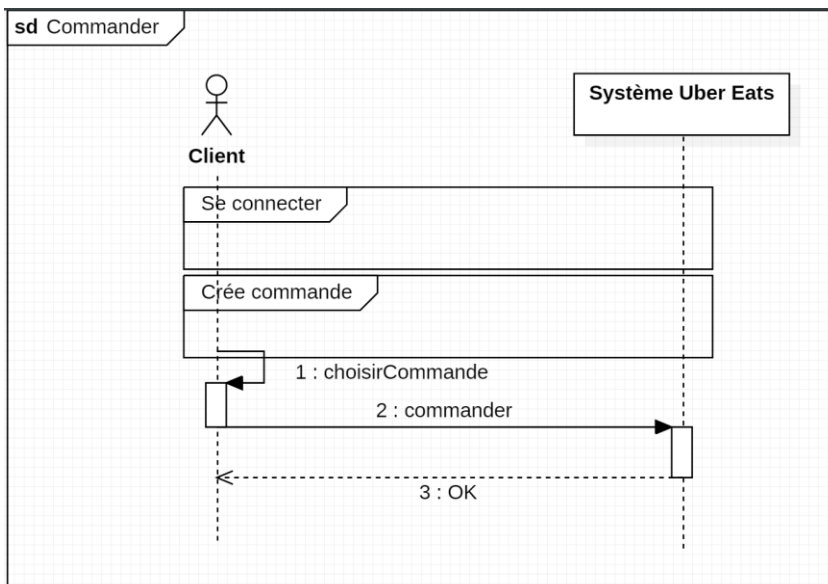 sd Commander
Système Uber Eats
Client
Se connecter
Crée commande
1 : choisirCommande
2 : commander
3 : OK